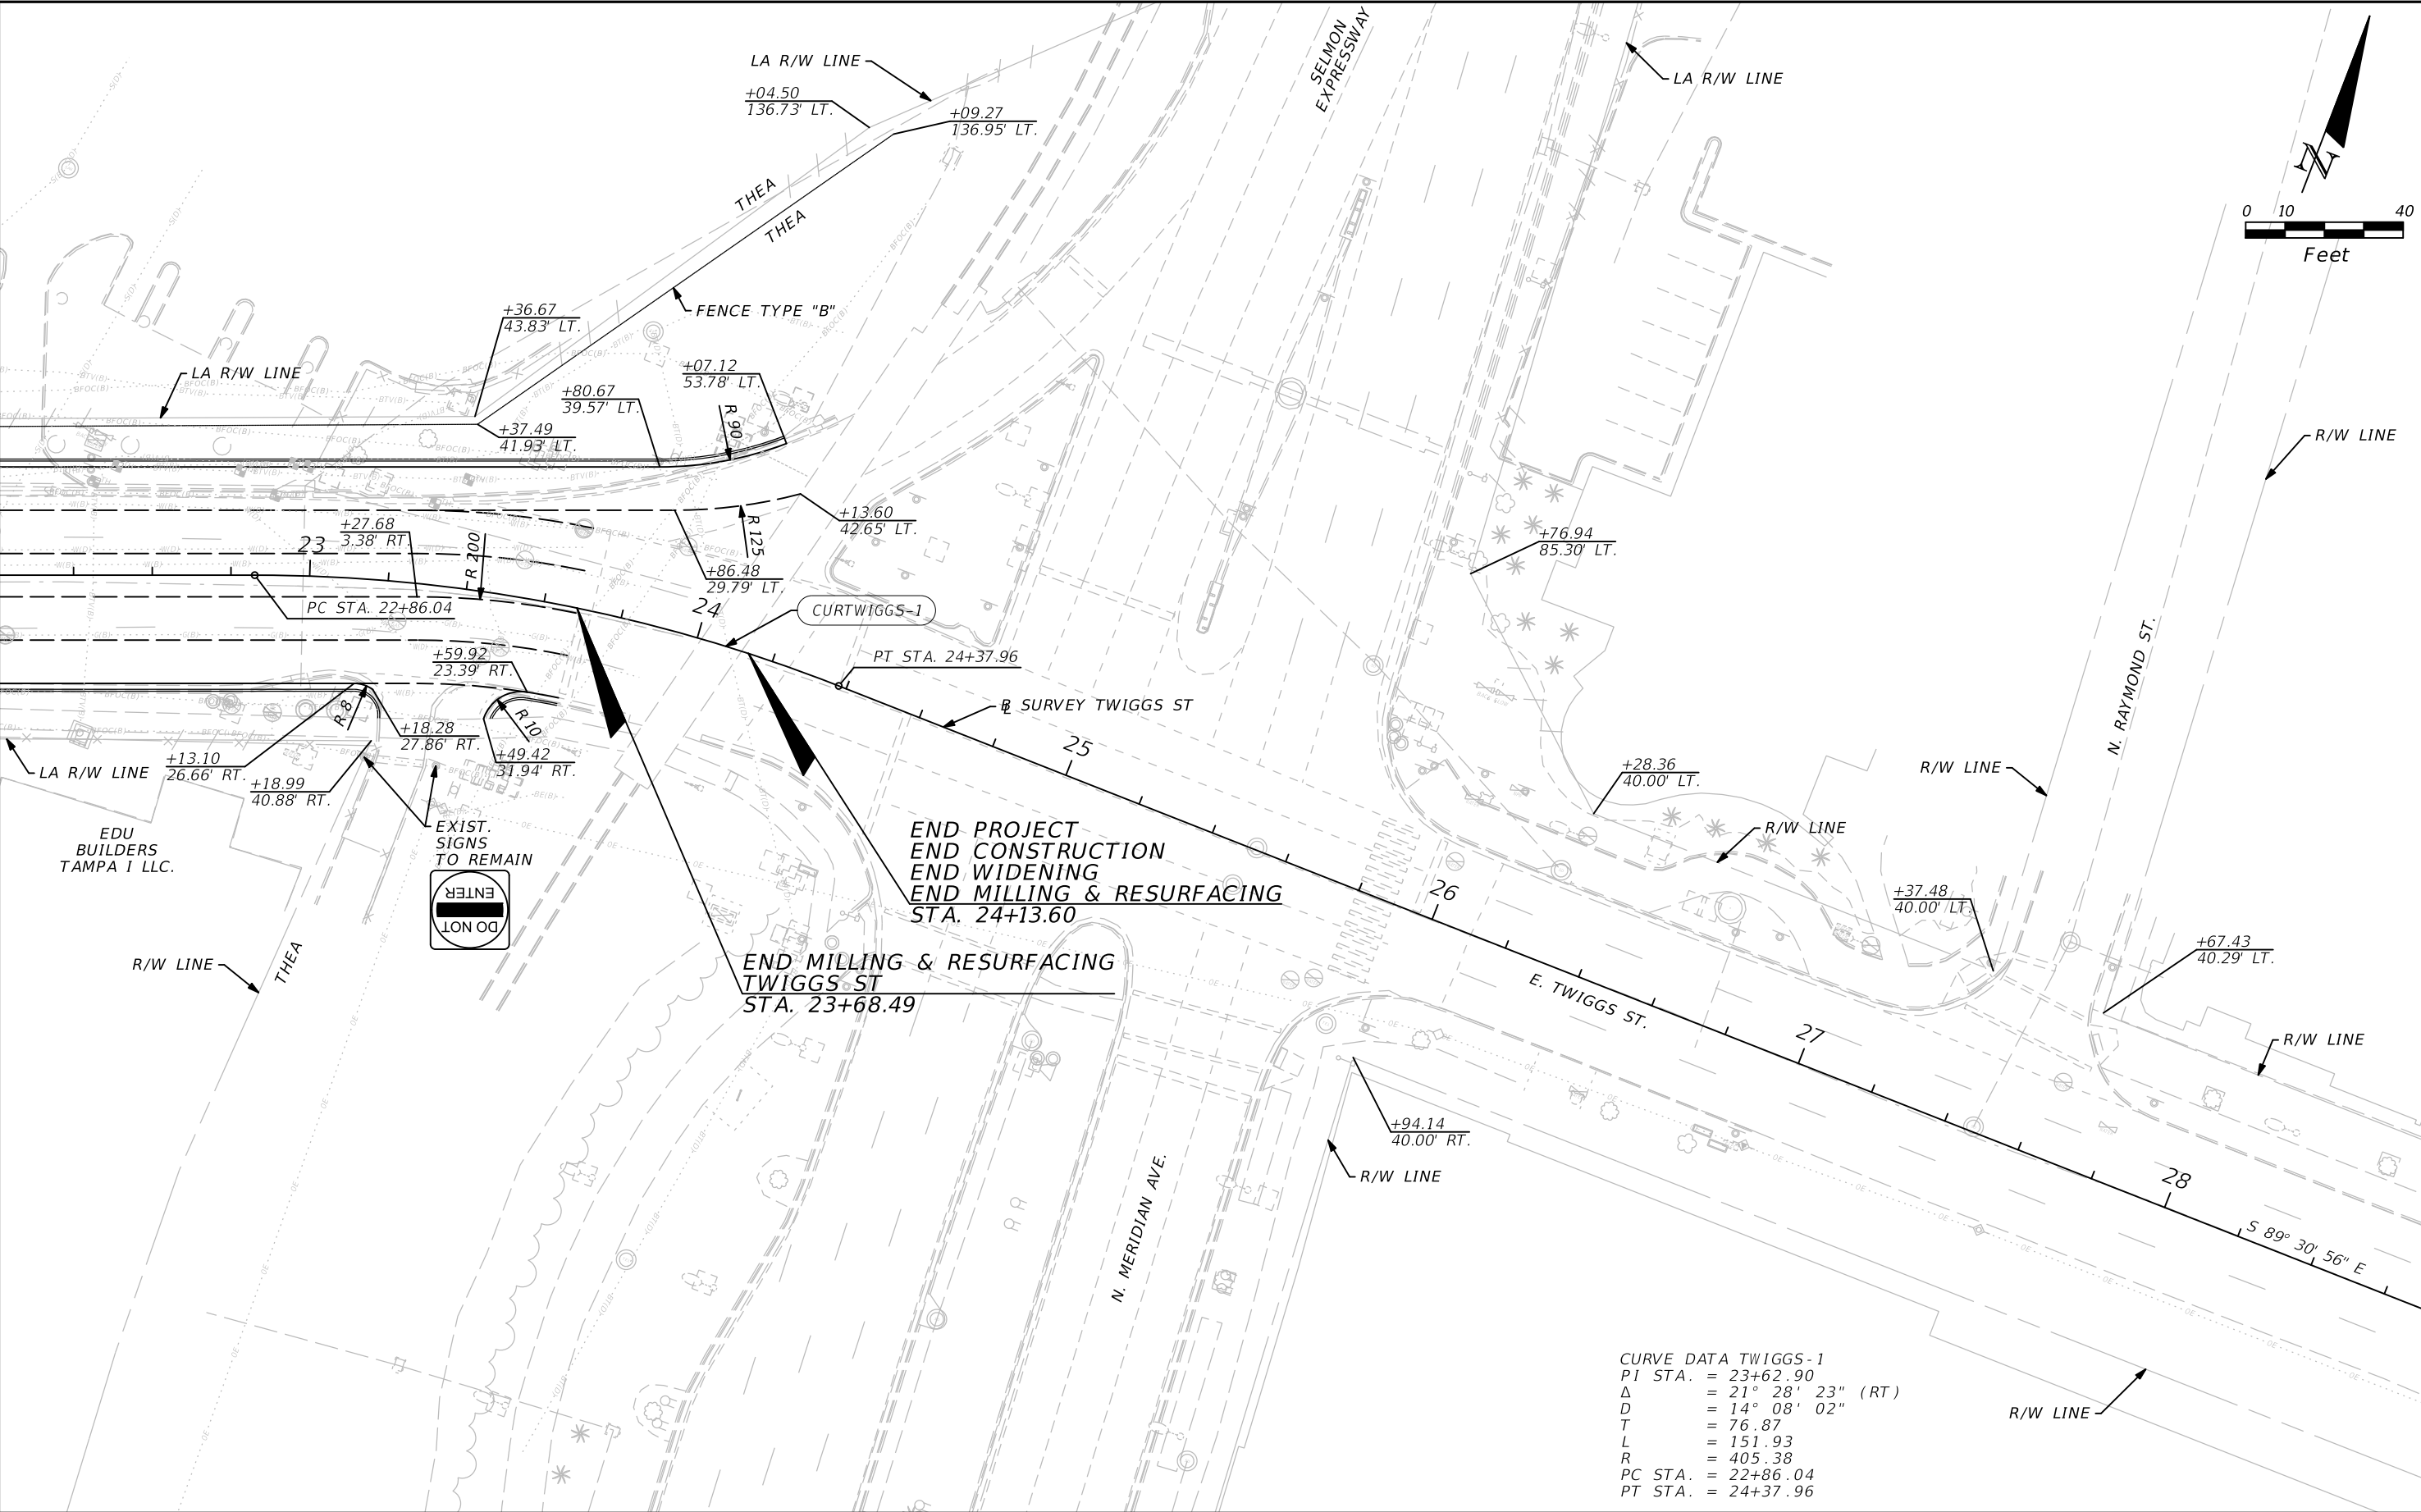 LA R/W LINE
+04.50
136.73' LT.
+09.27
136.95' LT.
SELMON
EXPRESSWAY
LA R/W LINE
N
0 10 40
Feet
THEA
THEA
FENCE TYPE "B"
+36.67
43.83' LT.
LA R/W LINE
+07.12
53.78' LT.
+80.67
39.57' LT.
R 90
+37.49
41.93' LT.
R/W LINE
+13.60
42.65' LT.
R 125
+27.68
3.38' RT.
23
R 200
+86.48
29.79' LT.
+76.94
85.30' LT.
PC STA. 22+86.04
24
CURTWIGGS-1
PT STA. 24+37.96
+59.92
23.39' RT.
BL SURVEY TWIGGS ST
N. RAYMOND ST.
R 8
R 10
+18.28
27.86' RT.
+49.42
31.94' RT.
25
LA R/W LINE
+13.10
26.66' RT.
+18.99
40.88' RT.
+28.36
40.00' LT.
R/W LINE
R/W LINE
EDU
BUILDERS
TAMPA I LLC.
EXIST.
SIGNS
TO REMAIN
DO NOT
ENTER
END PROJECT
END CONSTRUCTION
END WIDENING
END MILLING & RESURFACING
STA. 24+13.60
26
+37.48
40.00' LT.
+67.43
40.29' LT.
R/W LINE
THEA
END MILLING & RESURFACING
TWIGGS ST
STA. 23+68.49
E. TWIGGS ST.
27
R/W LINE
+94.14
40.00' RT.
R/W LINE
N. MERIDIAN AVE.
28
S 89° 30' 56" E
CURVE DATA TWIGGS-1
PI STA. = 23+62.90
Δ = 21° 28' 23" (RT)
D = 14° 08' 02"
T = 76.87
L = 151.93
R = 405.38
PC STA. = 22+86.04
PT STA. = 24+37.96
R/W LINE